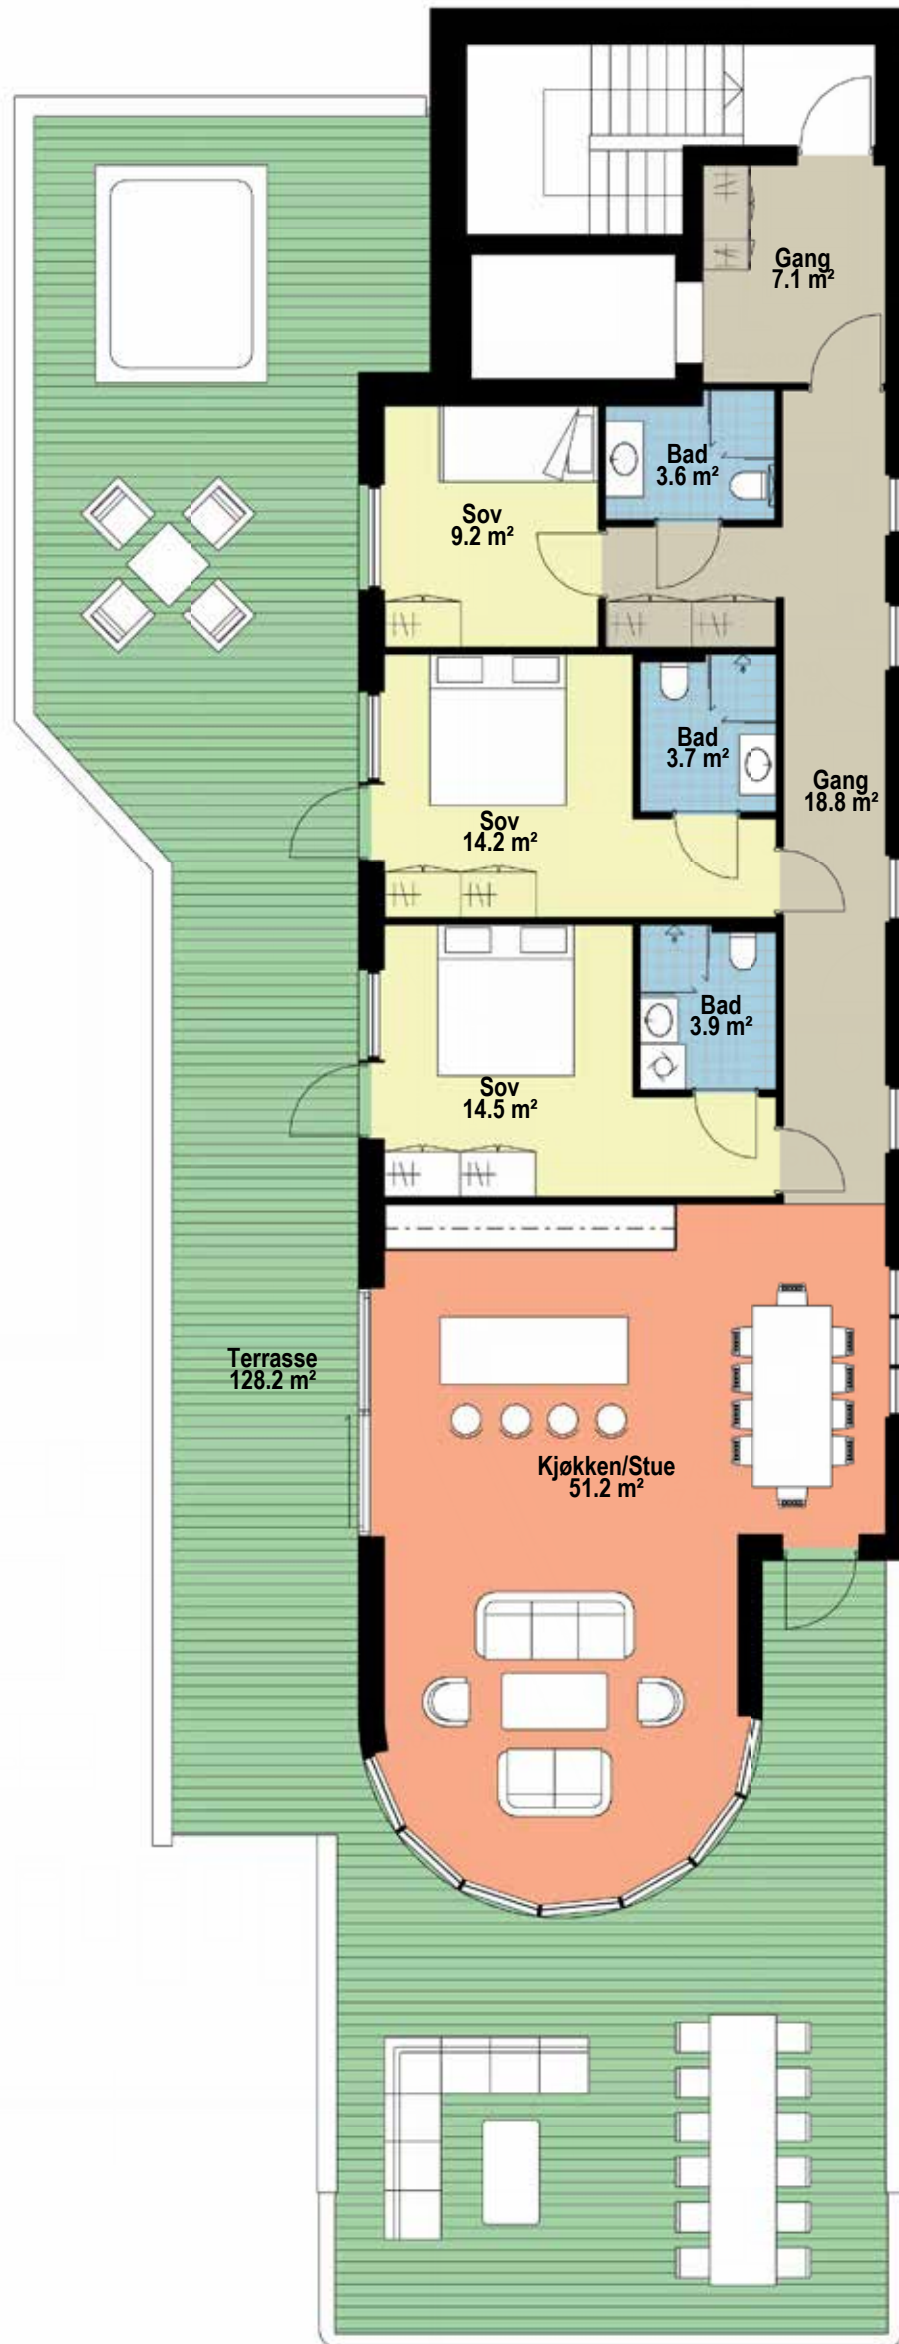 Gang
7.1 m²
Bad
3.6 m²
Sov
9.2 m²
Bad
3.7 m²
Gang
18.8 m²
Sov
14.2 m²
Bad
3.9 m²
Sov
14.5 m²
Terrasse
128.2 m²
Kjøkken/Stue
51.2 m²